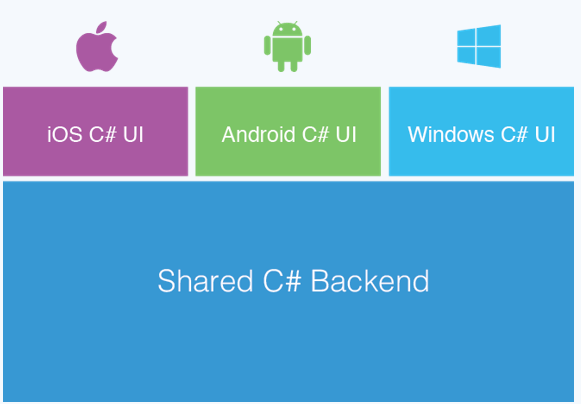 iOS C# UI
Android C# UI
Windows C# UI
Shared C# Backend